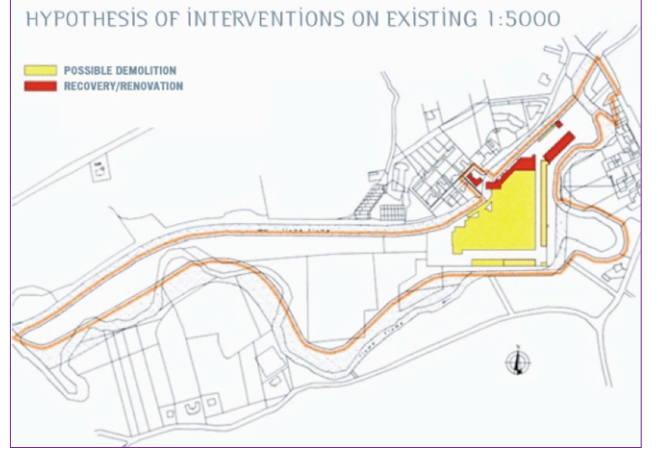 HYPOTHESIS OF INTERVENTIONS ON EXISTING 1:5000
POSSIBLE DEMOLITION
RECOVERY/RENOVATION
N